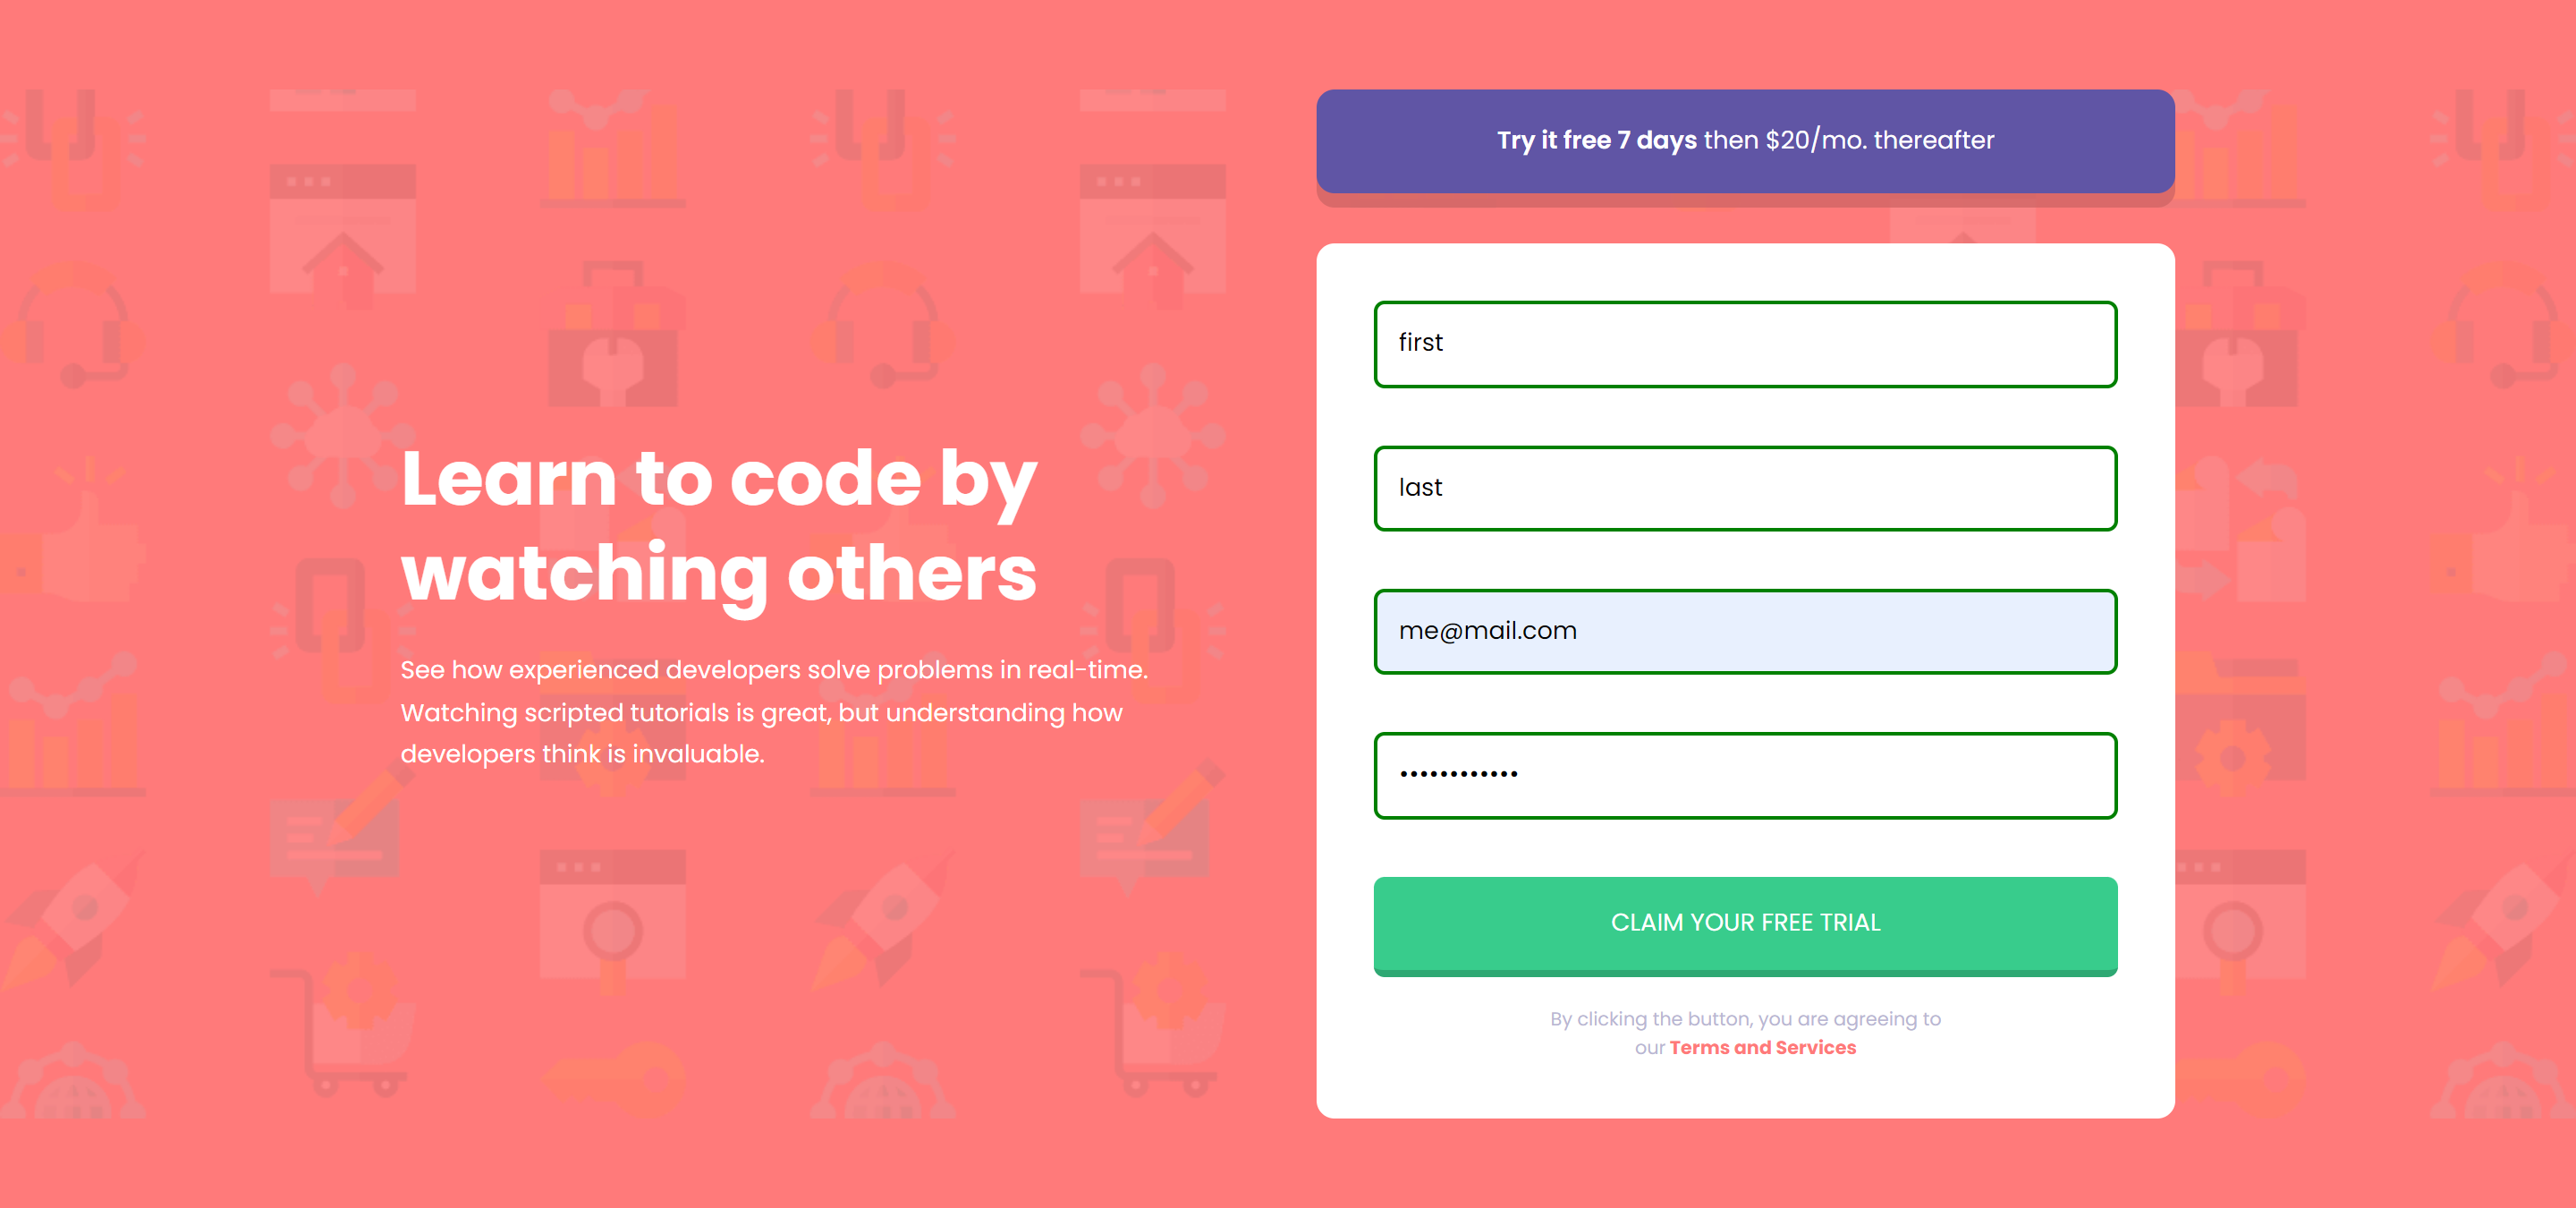 Try it free 7 days then $20/mo. thereafter
Learn to code by
watching others
See how experienced developers solve problems in real-time.
Watching scripted tutorials is great, but understanding how
developers think is invaluable.
first
last
me@mail.com
••••••••••••
CLAIM YOUR FREE TRIAL
By clicking the button, you are agreeing to
our Terms and Services